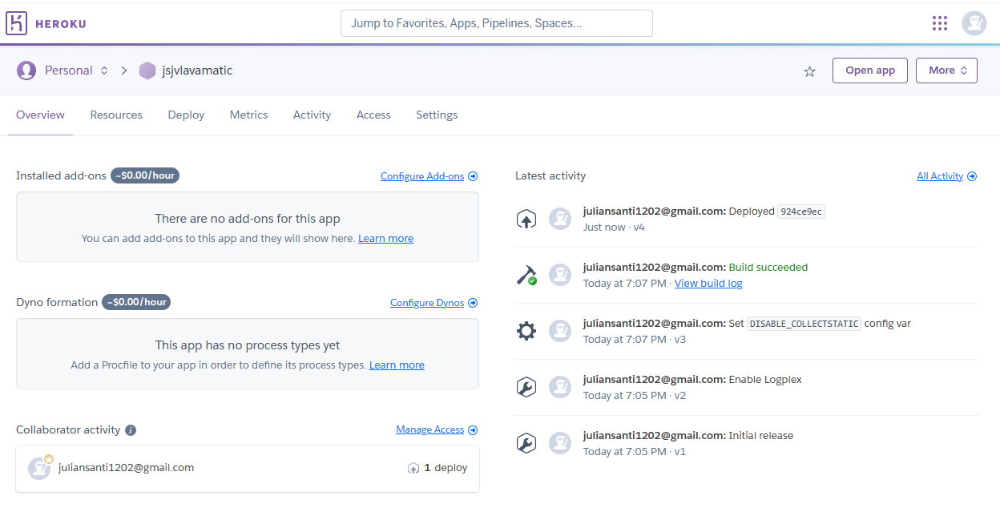 HEROKU
Jump to Favorites, Apps, Pipelines, Spaces...
Personal
jsjvlavamatic
Open app
More
Overview Resources Deploy Metrics Activity Access Settings
Installed add-ons ~$0.00/hour
Configure Add-ons
There are no add-ons for this app
You can add add-ons to this app and they will show here. Learn more
Dyno formation ~$0.00/hour
Configure Dynos
This app has no process types yet
Add a Procfile to your app in order to define its process types. Learn more
Collaborator activity
Manage Access
juliansanti1202@gmail.com
1 deploy
Latest activity
All Activity
juliansanti1202@gmail.com: Deployed 924ce9ec
Just now · v4
juliansanti1202@gmail.com: Build succeeded
Today at 7:07 PM · View build log
juliansanti1202@gmail.com: Set DISABLE_COLLECTSTATIC config var
Today at 7:07 PM · v3
juliansanti1202@gmail.com: Enable Logplex
Today at 7:05 PM · v2
juliansanti1202@gmail.com: Initial release
Today at 7:05 PM · v1